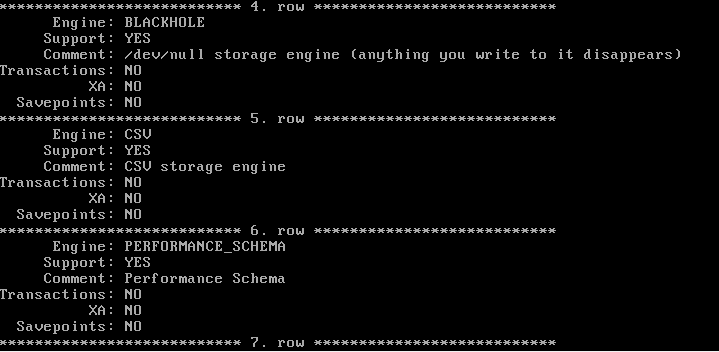 *************************** 4. row ***************************
Engine: BLACKHOLE
Support: YES
Comment: /dev/null storage engine (anything you write to it disappears)
Transactions: NO
XA: NO
Savepoints: NO
*************************** 5. row ***************************
Engine: CSV
Support: YES
Comment: CSV storage engine
Transactions: NO
XA: NO
Savepoints: NO
*************************** 6. row ***************************
Engine: PERFORMANCE_SCHEMA
Support: YES
Comment: Performance Schema
Transactions: NO
XA: NO
Savepoints: NO
*************************** 7. row ***************************